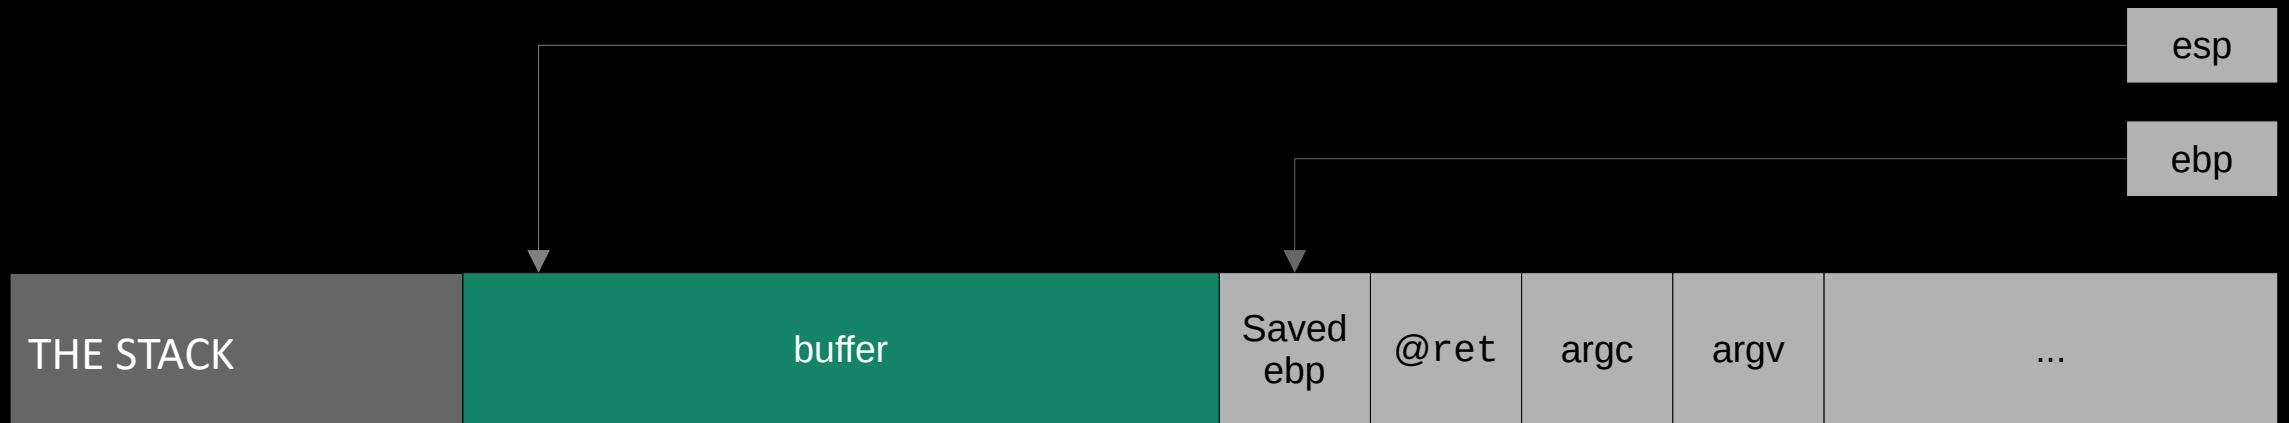 esp
ebp
THE STACK
buffer
Saved
ebp
@ret
argc
argv
...